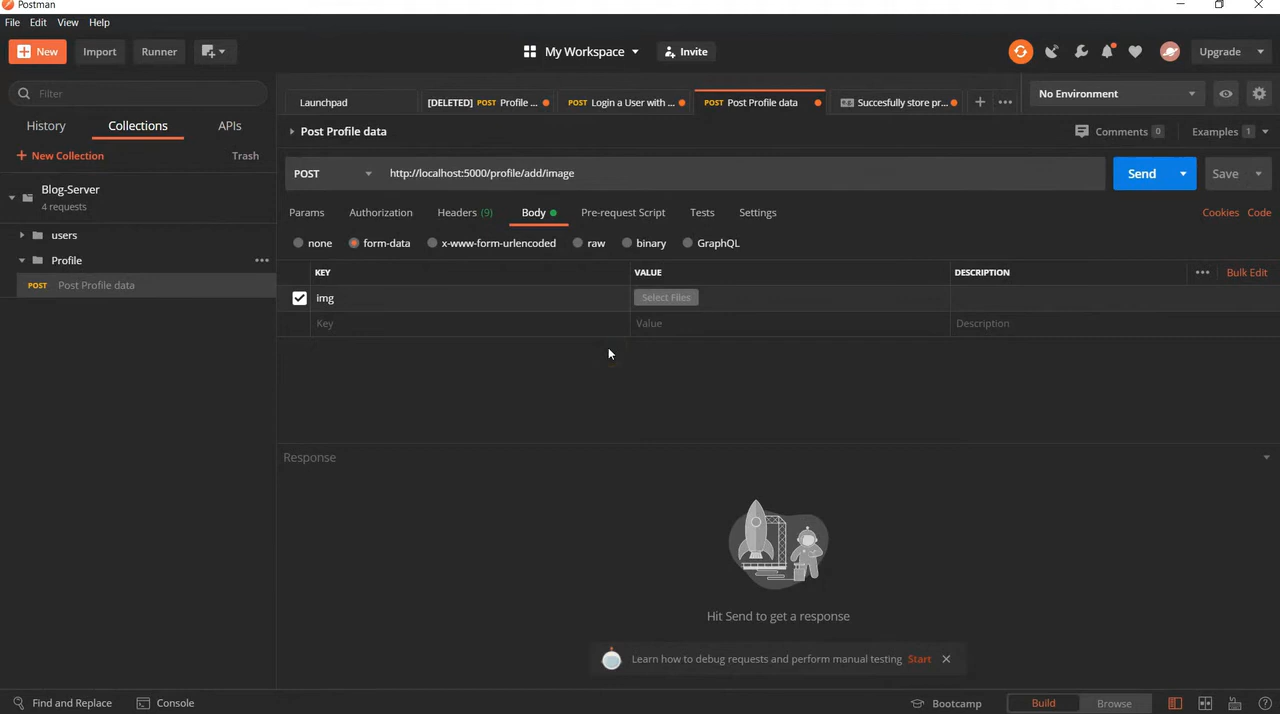 Postman
File Edit View Help
New Import Runner
My Workspace Invite
Upgrade
Filter
History Collections APIs
New Collection Trash
Blog-Server
4 requests
users
Profile
POST Post Profile data
Launchpad [DELETED] POST Profile ... POST Login a User with ... POST Post Profile data Succesfully store pr...
No Environment
Post Profile data
Comments 0 Examples 1
POST http://localhost:5000/profile/add/image Send Save
Params Authorization Headers (9) Body Pre-request Script Tests Settings Cookies Code
none form-data x-www-form-urlencoded raw binary GraphQL
KEY VALUE DESCRIPTION Bulk Edit
img Select Files
Key Value Description
Response
Hit Send to get a response
Learn how to debug requests and perform manual testing Start
Find and Replace Console Bootcamp Build Browse